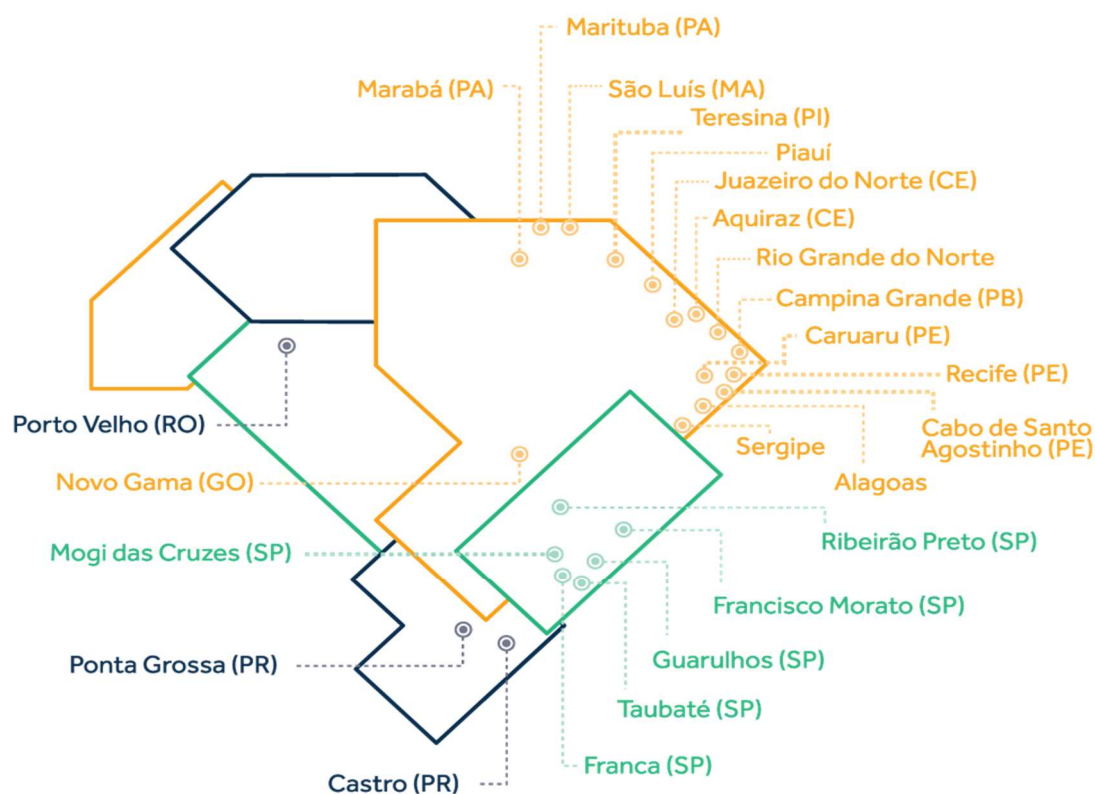 Marituba (PA)
Marabá (PA)
São Luís (MA)
Teresina (PI)
Piauí
Juazeiro do Norte (CE)
Aquiraz (CE)
Rio Grande do Norte
Campina Grande (PB)
Caruaru (PE)
Recife (PE)
Porto Velho (RO)
Cabo de Santo
Agostinho (PE)
Sergipe
Novo Gama (GO)
Alagoas
Mogi das Cruzes (SP)
Ribeirão Preto (SP)
Francisco Morato (SP)
Ponta Grossa (PR)
Guarulhos (SP)
Taubaté (SP)
Franca (SP)
Castro (PR)